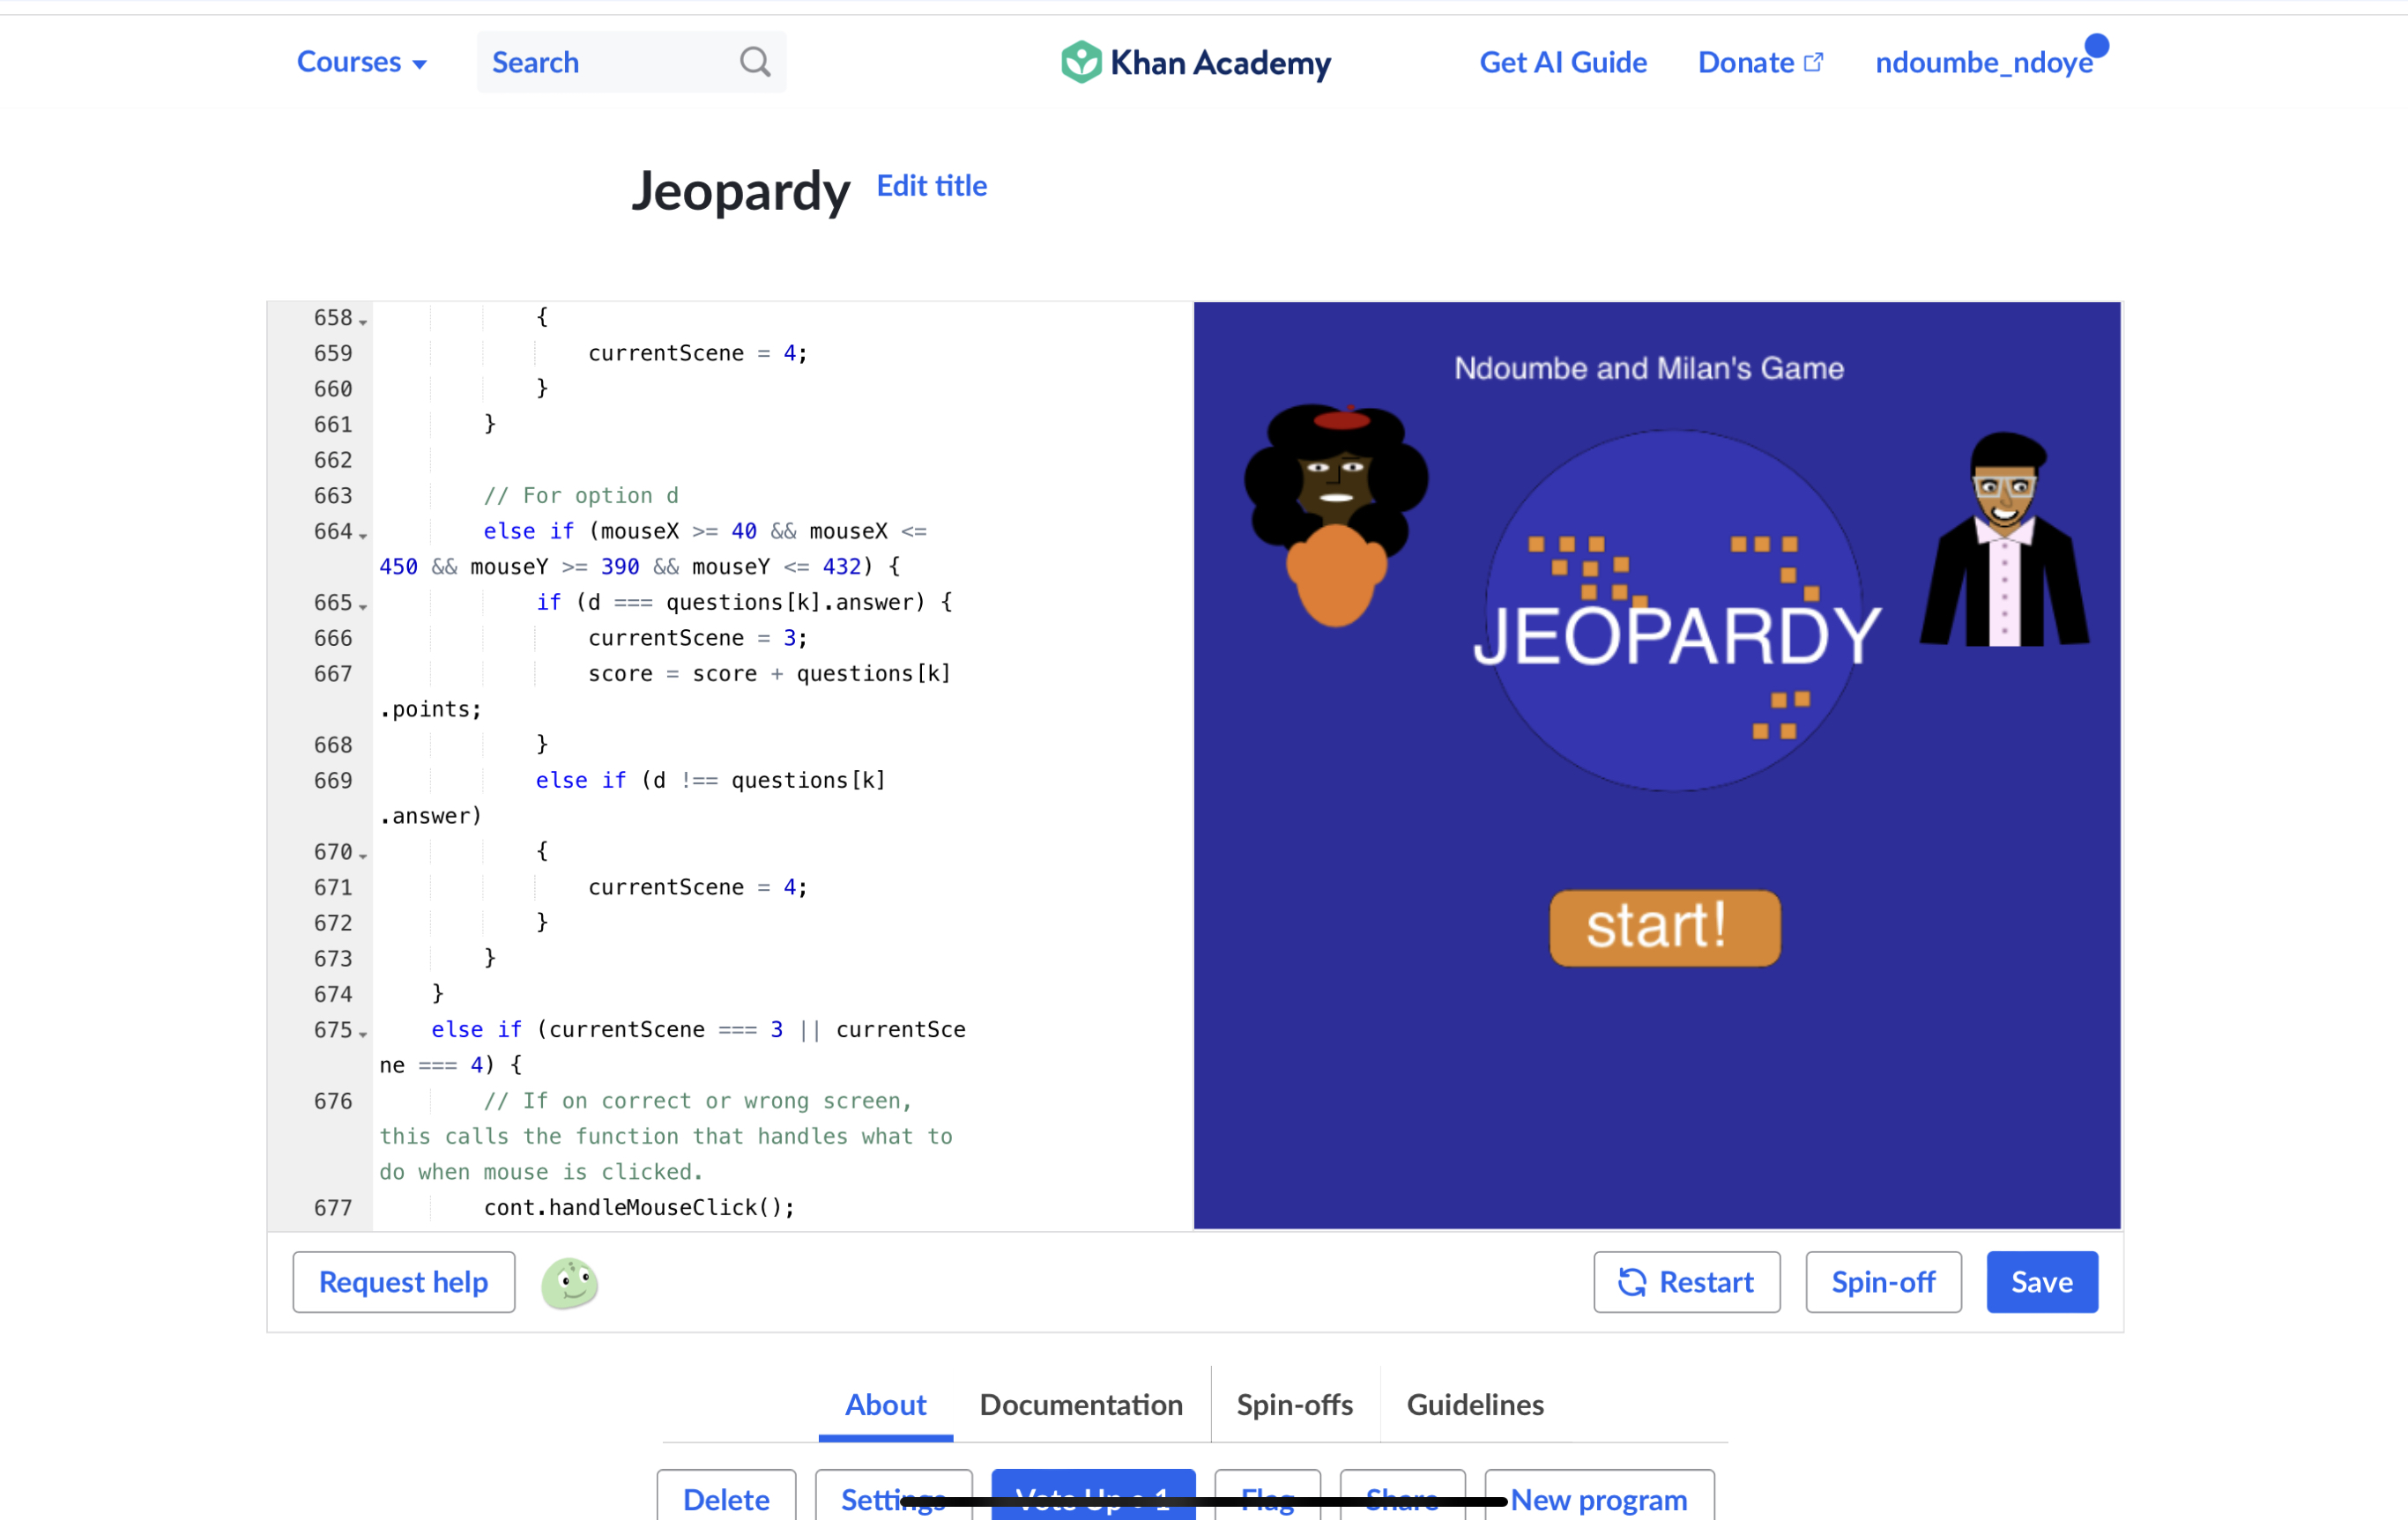 Courses
Search
Khan Academy
Get AI Guide
Donate
ndoumbe_ndoye
Jeopardy
Edit title
658 {
659 currentScene = 4;
660 }
661 }
662
663 // For option d
664 else if (mouseX >= 40 && mouseX <=
450 && mouseY >= 390 && mouseY <= 432) {
665 if (d === questions[k].answer) {
666 currentScene = 3;
667 score = score + questions[k]
.points;
668 }
669 else if (d !== questions[k]
.answer)
670 {
671 currentScene = 4;
672 }
673 }
674 }
675 else if (currentScene === 3 || currentSce
ne === 4) {
676 // If on correct or wrong screen,
this calls the function that handles what to
do when mouse is clicked.
677 cont.handleMouseClick();
Ndoumbe and Milan's Game
JEOPARDY
start!
Request help
Restart
Spin-off
Save
About
Documentation
Spin-offs
Guidelines
Delete
Settings
Vote Up • 1
Flag
Share
New program